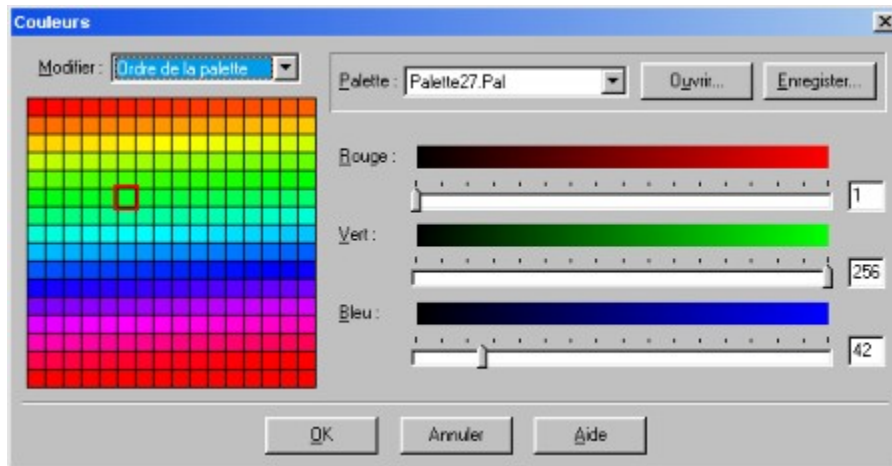 Couleurs
Modifier : Ordre de la palette
Palette : Palette27.Pal Ouvrir... Enregister...
Rouge :
1
Vert :
256
Bleu :
42
OK Annuler Aide